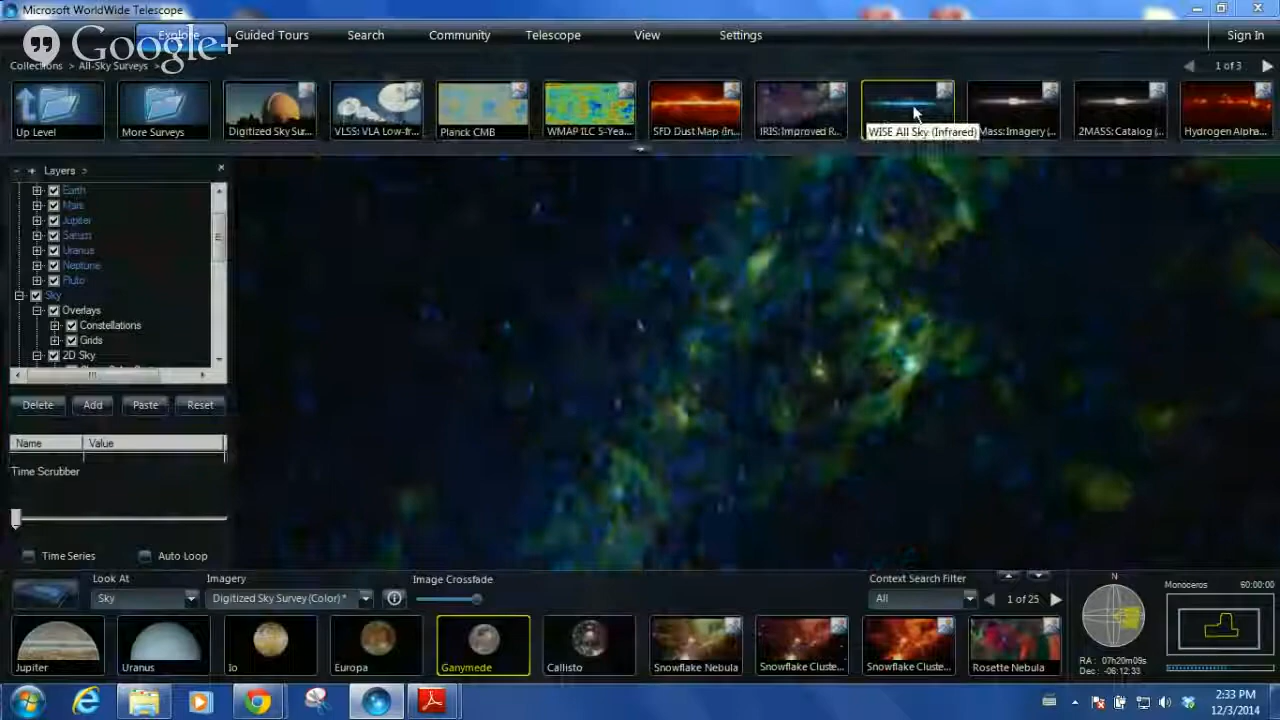 Microsoft WorldWide Telescope
Google+
Explore Guided Tours Search Community Telescope View Settings Sign In
Collections > All-Sky Surveys > 1 of 3
Up Level More Surveys Digitized Sky Sur... VLSS: VLA Low-fr... Planck CMB WMAP ILC 5-Yea... SFD Dust Map (In... IRIS: Improved R... WISE All Sky (Infrared) Mass: Imagery (... 2MASS: Catalog (... Hydrogen Alpha...
Layers
Earth
Mars
Jupiter
Saturn
Uranus
Neptune
Pluto
Sky
Overlays
Constellations
Grids
2D Sky
Delete Add Paste Reset
Name Value
Time Scrubber
Time Series Auto Loop
Look At Imagery Image Crossfade Context Search Filter
Sky Digitized Sky Survey (Color) * All 1 of 25
N
Monoceros 60:00:00
Jupiter Uranus Io Europa Ganymede Callisto Snowflake Nebula Snowflake Cluste... Snowflake Cluste... Rosette Nebula
RA : 07h20m09s
Dec : -06:12:33
2:33 PM
12/3/2014